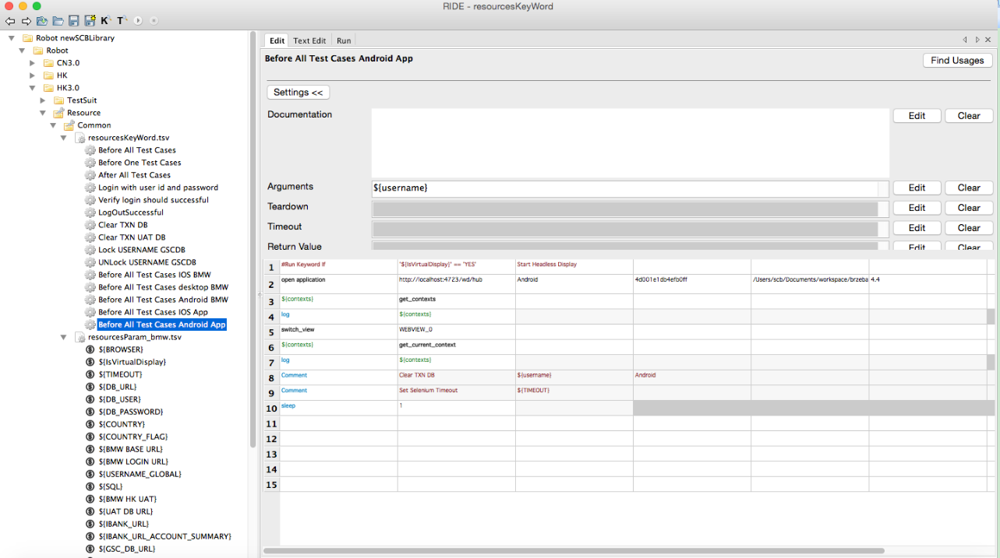 RIDE - resourcesKeyWord
K T
Robot newSCBLibrary
Robot
CN3.0
HK
HK3.0
TestSuit
Resource
Common
resourcesKeyWord.tsv
Before All Test Cases
Before One Test Cases
After All Test Cases
Login with user id and password
Verify login should successful
LogOutSuccessful
Clear TXN DB
Clear TXN UAT DB
Lock USERNAME GSCDB
UNLock USERNAME GSCDB
Before All Test Cases IOS BMW
Before All Test Cases desktop BMW
Before All Test Cases Android BMW
Before All Test Cases IOS App
Before All Test Cases Android App
resourcesParam_bmw.tsv
${BROWSER}
${IsVirtualDisplay}
${TIMEOUT}
${DB_URL}
${DB_USER}
${DB_PASSWORD}
${COUNTRY}
${COUNTRY_FLAG}
${BMW BASE URL}
${BMW LOGIN URL}
${USERNAME_GLOBAL}
${SQL}
${BMW HK UAT}
${UAT DB URL}
${IBANK_URL}
${IBANK_URL_ACCOUNT_SUMMARY}
${GSC_DB_URL}
Edit Text Edit Run
Before All Test Cases Android App Find Usages
Settings <<
Documentation Edit Clear
Arguments ${username} Edit Clear
Teardown Edit Clear
Timeout Edit Clear
Return Value Edit Clear
1 #Run Keyword If '${IsVirtualDisplay}' == 'YES' Start Headless Display
2 open application http://localhost:4723/wd/hub Android 4d001e1db4efb0ff /Users/scb/Documents/workspace/brzeba 4.4
3 ${contexts} get_contexts
4 log ${contexts}
5 switch_view WEBVIEW_0
6 ${contexts} get_current_context
7 log ${contexts}
8 Comment Clear TXN DB ${username} Android
9 Comment Set Selenium Timeout ${TIMEOUT}
10 sleep 1
11
12
13
14
15